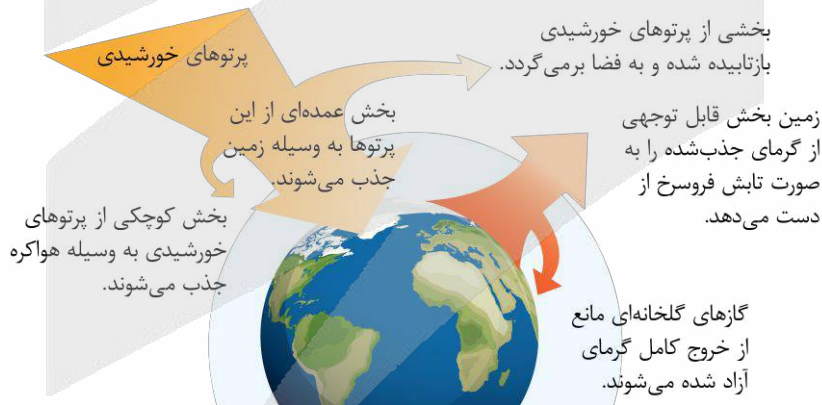 پرتوهای خورشیدی
بخشی از پرتوهای خورشیدی
بازتابیده شده و به فضا برمی‌گردد.
بخش عمده‌ای از این
پرتوها به وسیله زمین
جذب می‌شوند.
زمین بخش قابل توجهی
از گرمای جذب‌شده را به
صورت تابش فروسرخ از
دست می‌دهد.
بخش کوچکی از پرتوهای
خورشیدی به وسیله هواکره
جذب می‌شوند.
گازهای گلخانه‌ای مانع
از خروج کامل گرمای
آزاد شده می‌شوند.